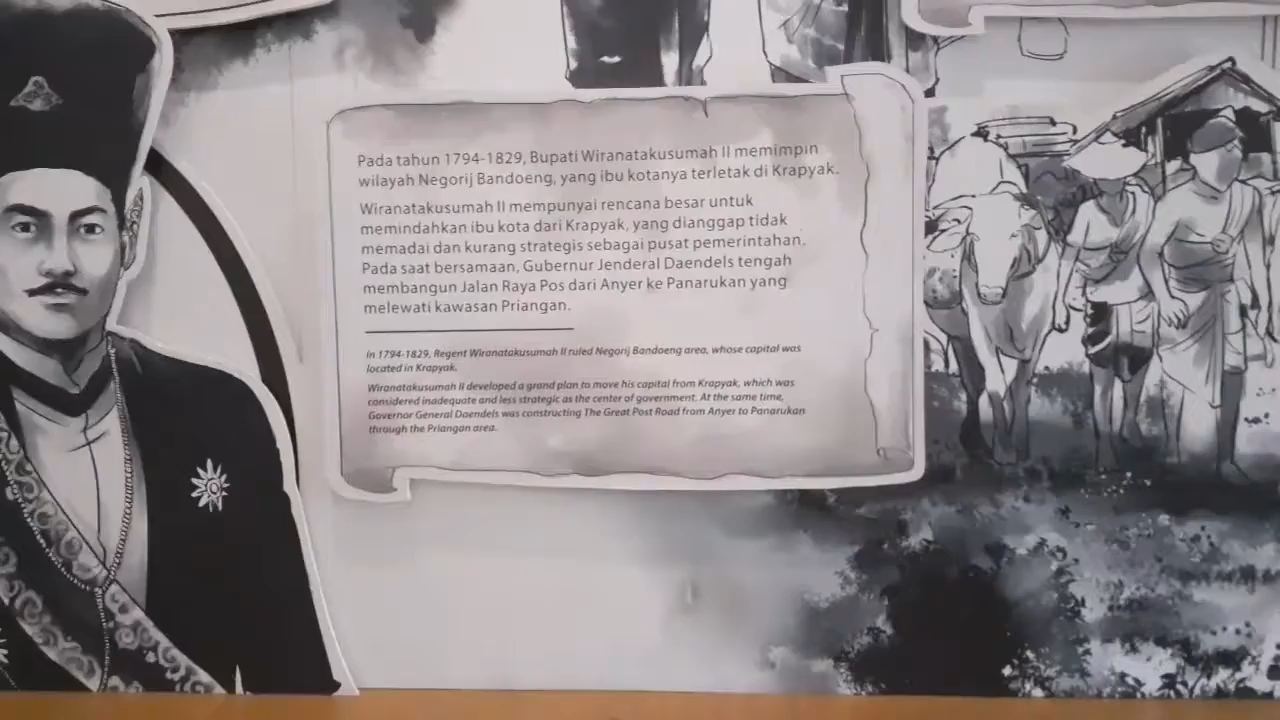 Pada tahun 1794-1829, Bupati Wiranatakusumah II memimpin
wilayah Negorij Bandoeng, yang ibu kotanya terletak di Krapyak.
Wiranatakusumah II mempunyai rencana besar untuk
memindahkan ibu kota dari Krapyak, yang dianggap tidak
memadai dan kurang strategis sebagai pusat pemerintahan.
Pada saat bersamaan, Gubernur Jenderal Daendels tengah
membangun Jalan Raya Pos dari Anyer ke Panarukan yang
melewati kawasan Priangan.
In 1794-1829, Regent Wiranatakusumah II ruled Negorij Bandoeng area, whose capital was
located in Krapyak.
Wiranatakusumah II developed a grand plan to move his capital from Krapyak, which was
considered inadequate and less strategic as the center of government. At the same time,
Governor General Daendels was constructing The Great Post Road from Anyer to Panarukan
through the Priangan area.